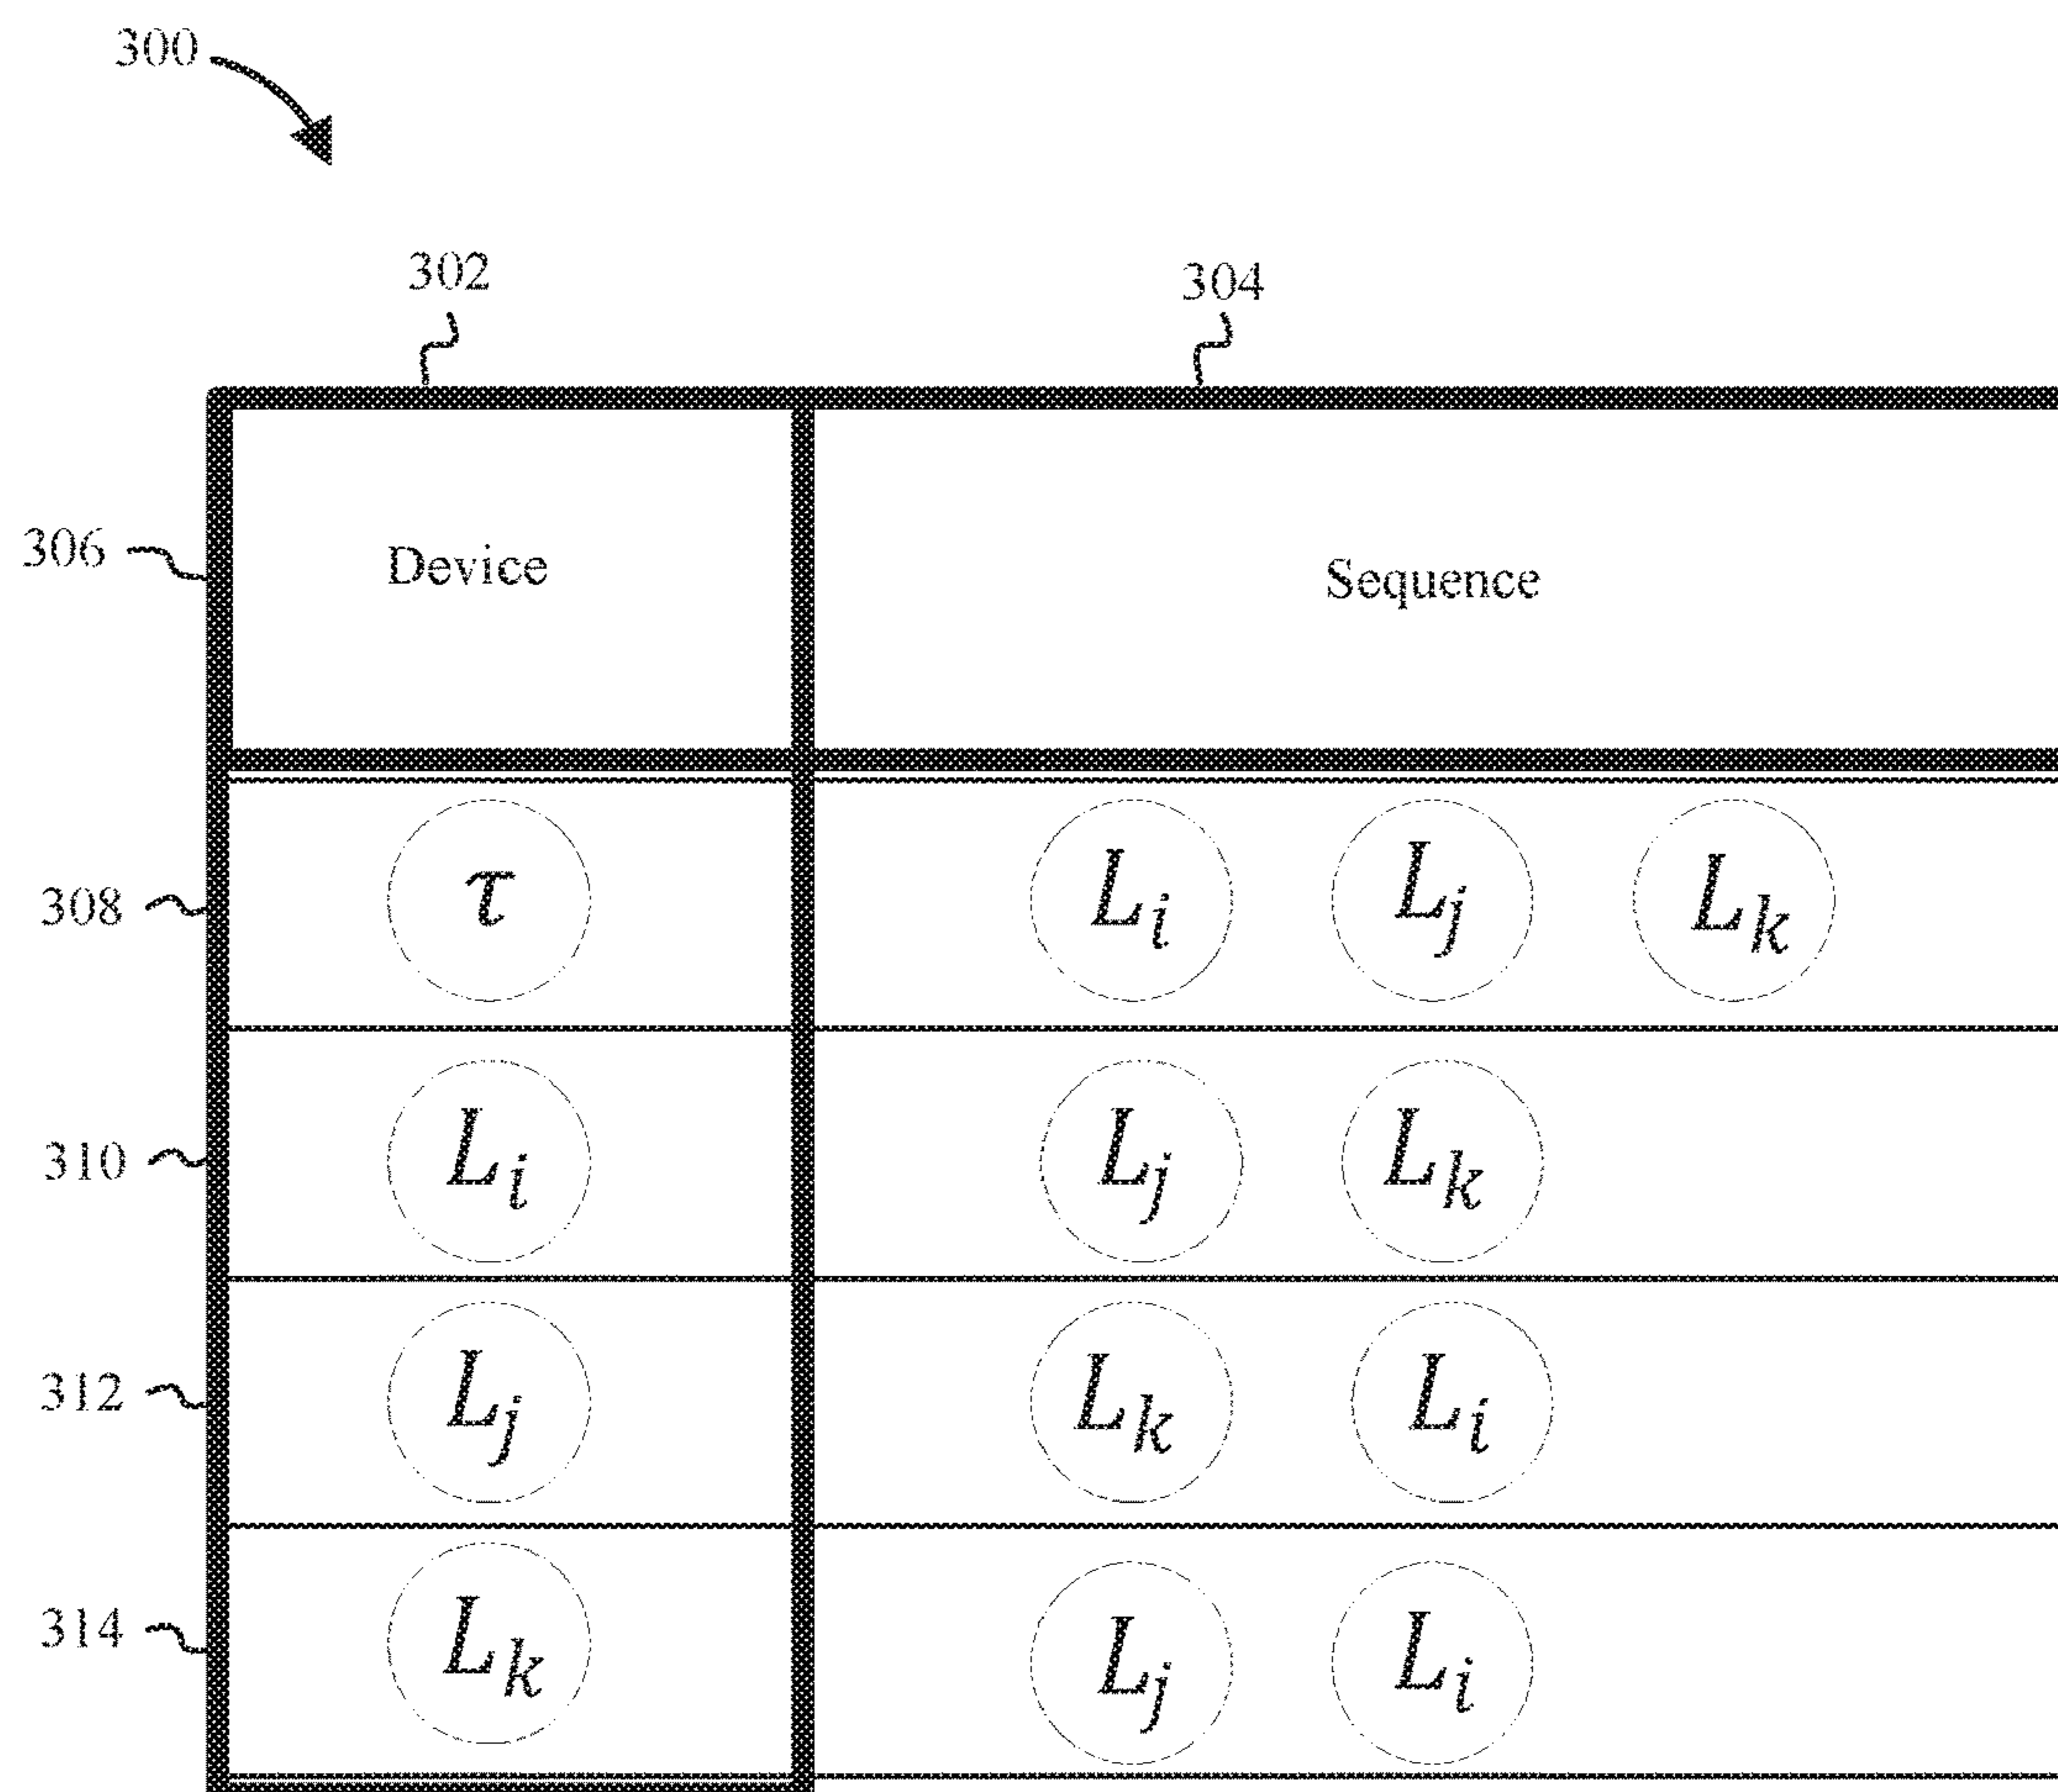 300
302 304
306 Device Sequence
308 τ L_i L_j L_k
310 L_i L_j L_k
312 L_j L_k L_i
314 L_k L_j L_i